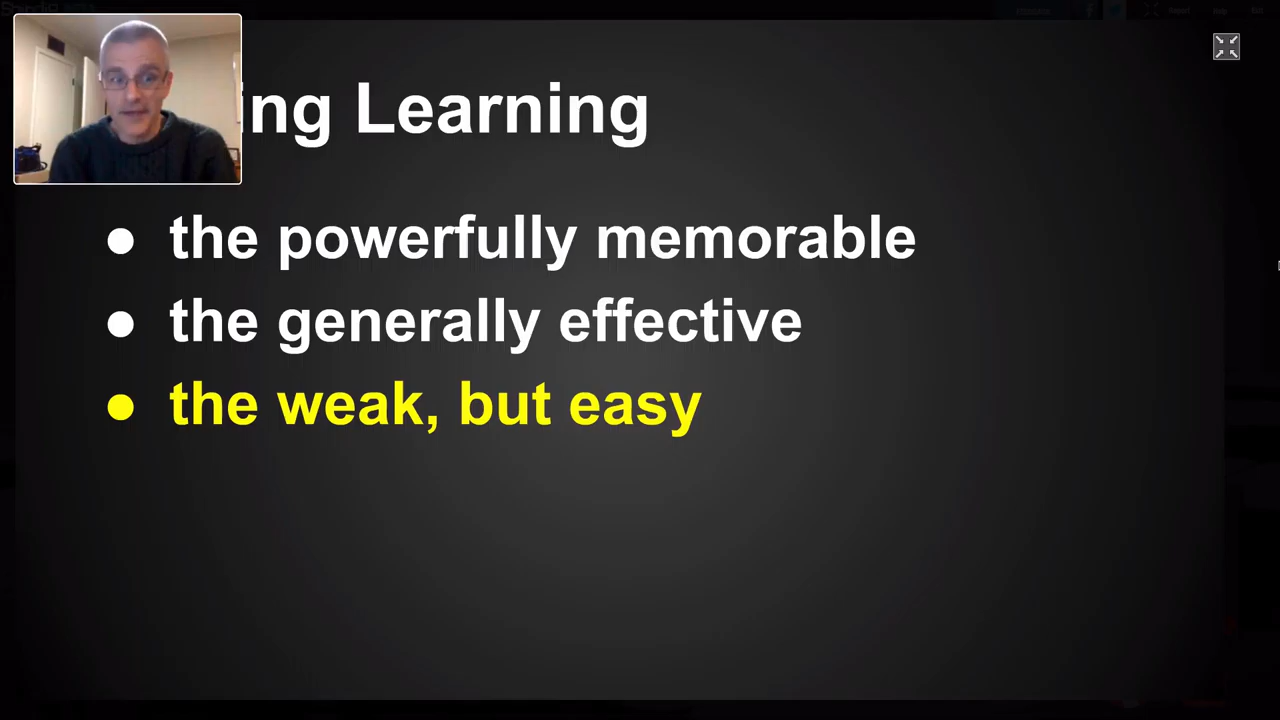 ing Learning
● the powerfully memorable
● the generally effective
● the weak, but easy